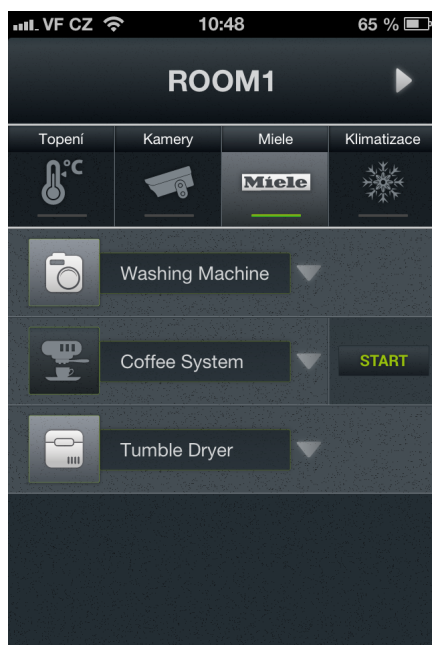 VF CZ 10:48 65 %
ROOM1
Topení Kamery Miele Klimatizace
°C Miele
Washing Machine
Coffee System START
Tumble Dryer